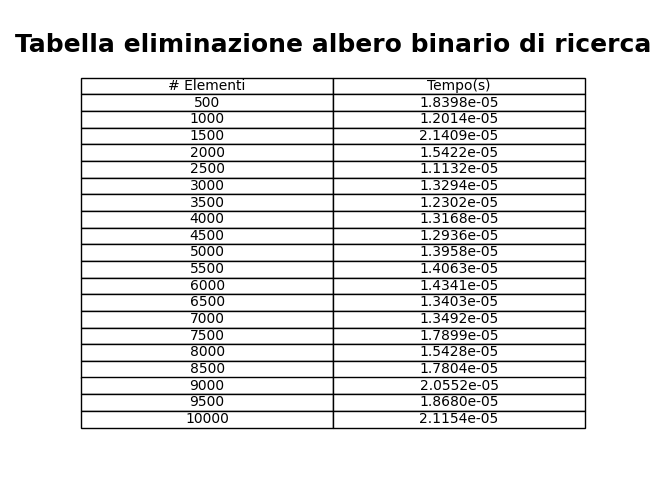 Tabella eliminazione albero binario di ricerca
# Elementi Tempo(s)
500 1.8398e-05
1000 1.2014e-05
1500 2.1409e-05
2000 1.5422e-05
2500 1.1132e-05
3000 1.3294e-05
3500 1.2302e-05
4000 1.3168e-05
4500 1.2936e-05
5000 1.3958e-05
5500 1.4063e-05
6000 1.4341e-05
6500 1.3403e-05
7000 1.3492e-05
7500 1.7899e-05
8000 1.5428e-05
8500 1.7804e-05
9000 2.0552e-05
9500 1.8680e-05
10000 2.1154e-05